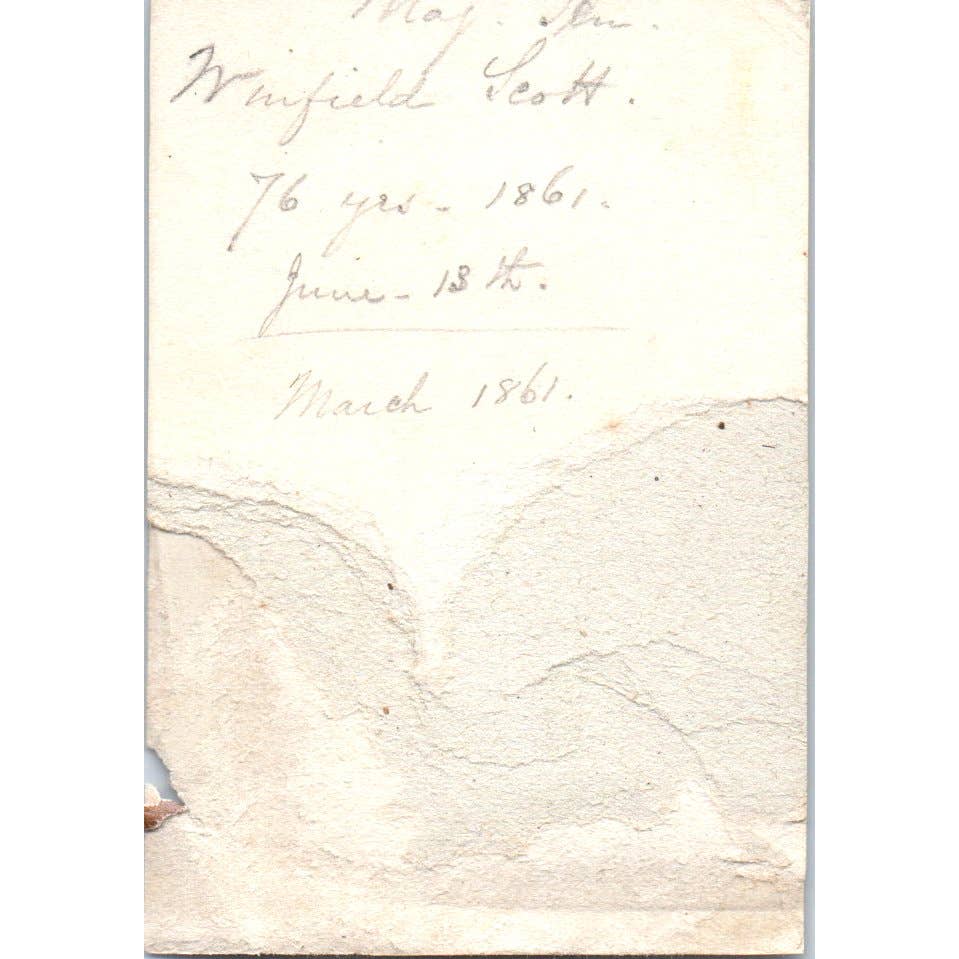 Maj. Gen.
Winfield Scott.
76 yrs - 1861.
June - 13th.
March 1861.